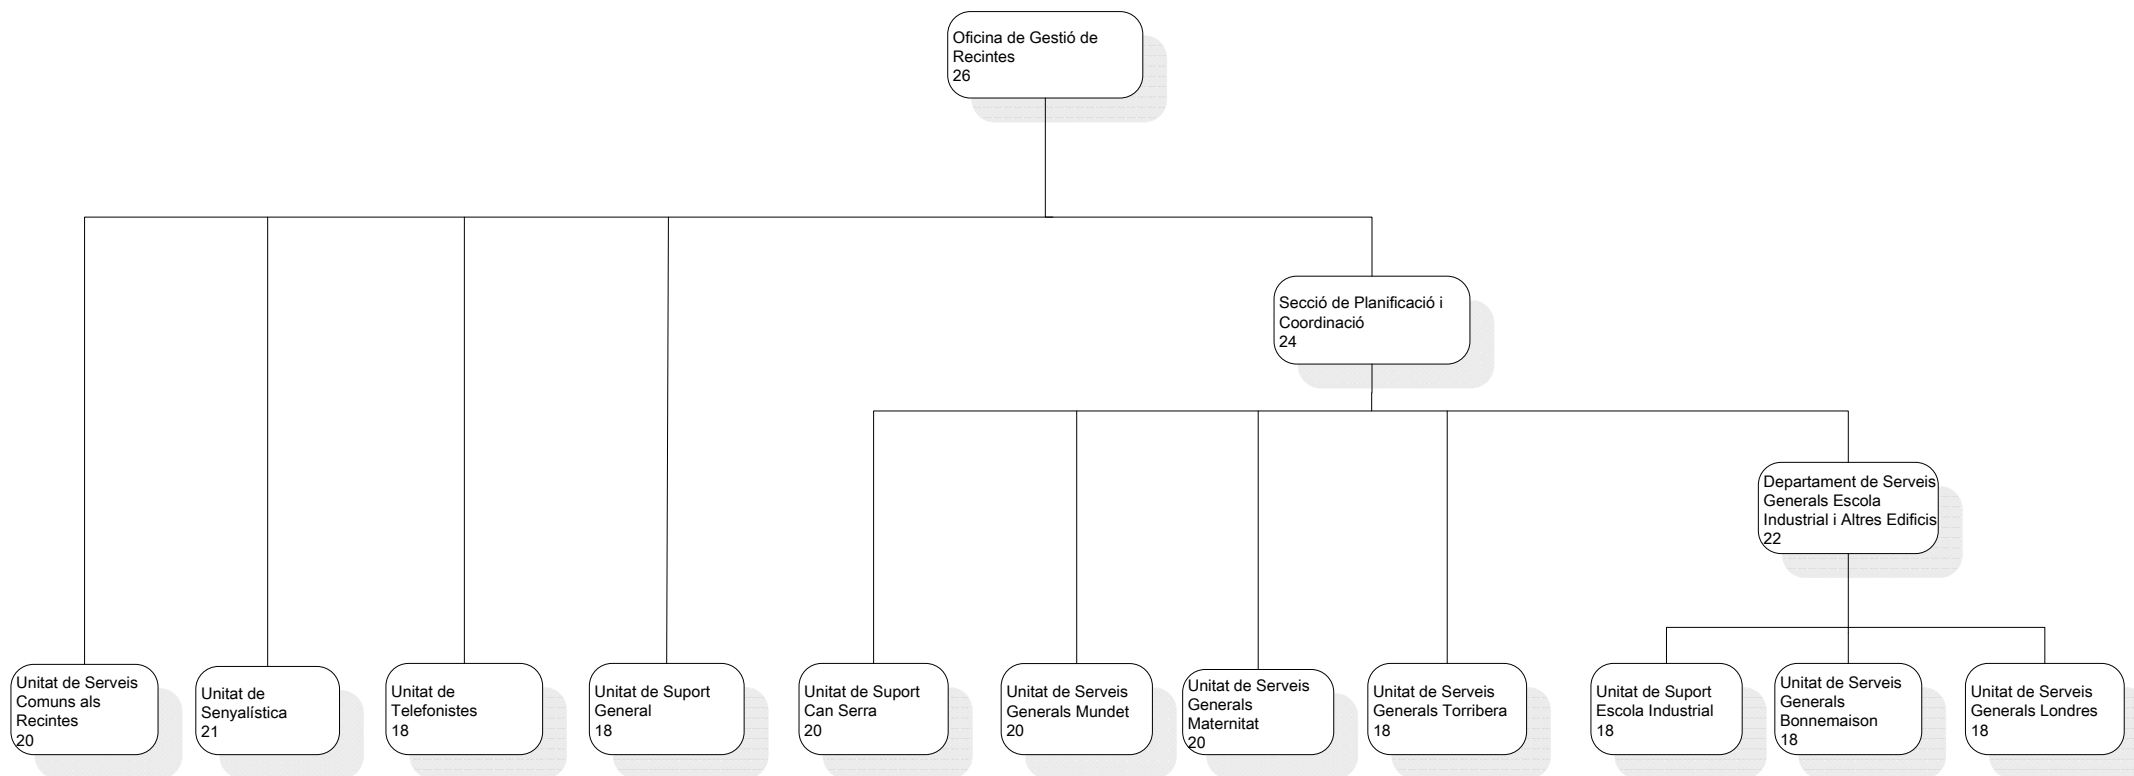 Oficina de Gestió de
Recintes
26
Secció de Planificació i
Coordinació
24
Departament de Serveis
Generals Escola
Industrial i Altres Edificis
22
Unitat de Serveis
Comuns als
Recintes
20
Unitat de
Senyalística
21
Unitat de
Telefonistes
18
Unitat de Suport
General
18
Unitat de Suport
Can Serra
20
Unitat de Serveis
Generals Mundet
20
Unitat de Serveis
Generals
Maternitat
20
Unitat de Serveis
Generals Torribera
18
Unitat de Suport
Escola Industrial
18
Unitat de Serveis
Generals
Bonnemaison
18
Unitat de Serveis
Generals Londres
18